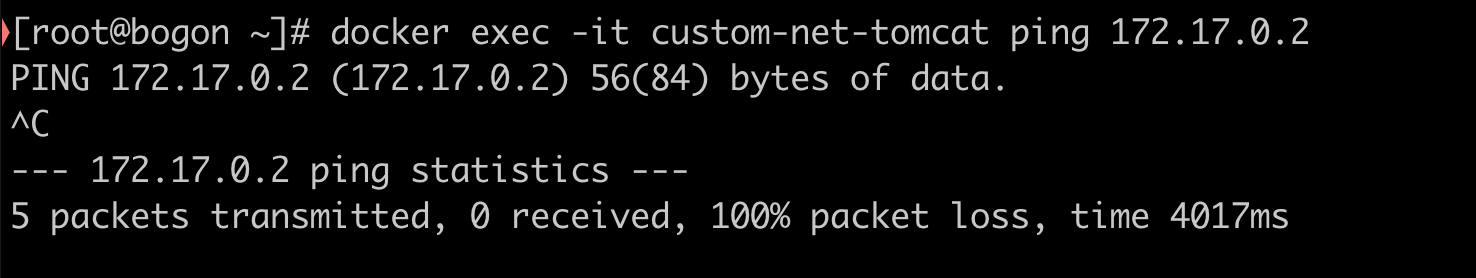 [root@bogon ~]# docker exec -it custom-net-tomcat ping 172.17.0.2
PING 172.17.0.2 (172.17.0.2) 56(84) bytes of data.
^C
--- 172.17.0.2 ping statistics ---
5 packets transmitted, 0 received, 100% packet loss, time 4017ms